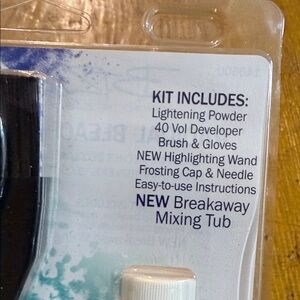 KIT INCLUDES:
Lightening Powder
40 Vol Developer
Brush & Gloves
NEW Highlighting Wand
Frosting Cap & Needle
Easy-to-use Instructions
NEW Breakaway
Mixing Tub